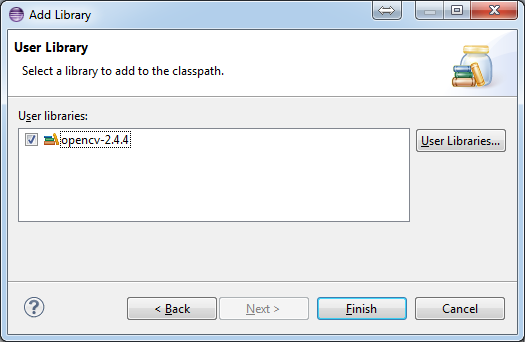 Add Library
User Library
Select a library to add to the classpath.
User libraries:
opencv-2.4.4
User Libraries...
?
< Back
Next >
Finish
Cancel